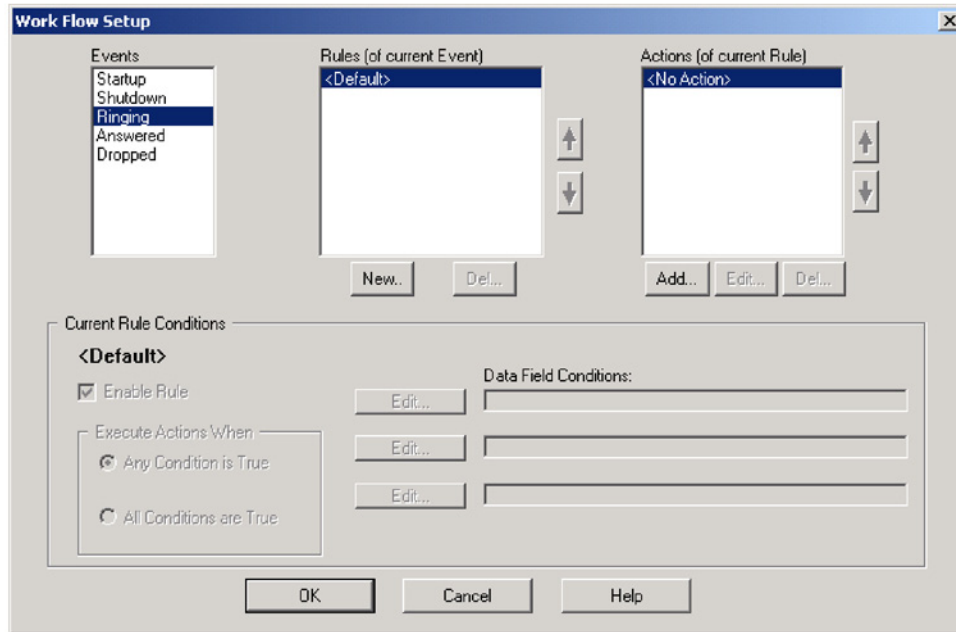 Work Flow Setup
Events
Startup
Shutdown
Ringing
Answered
Dropped
Rules (of current Event)
<Default>
New..
Del...
Actions (of current Rule)
<No Action>
Add...
Edit...
Del...
Current Rule Conditions
<Default>
Enable Rule
Execute Actions When
Any Condition is True
All Conditions are True
Data Field Conditions:
Edit...
Edit...
Edit...
OK
Cancel
Help